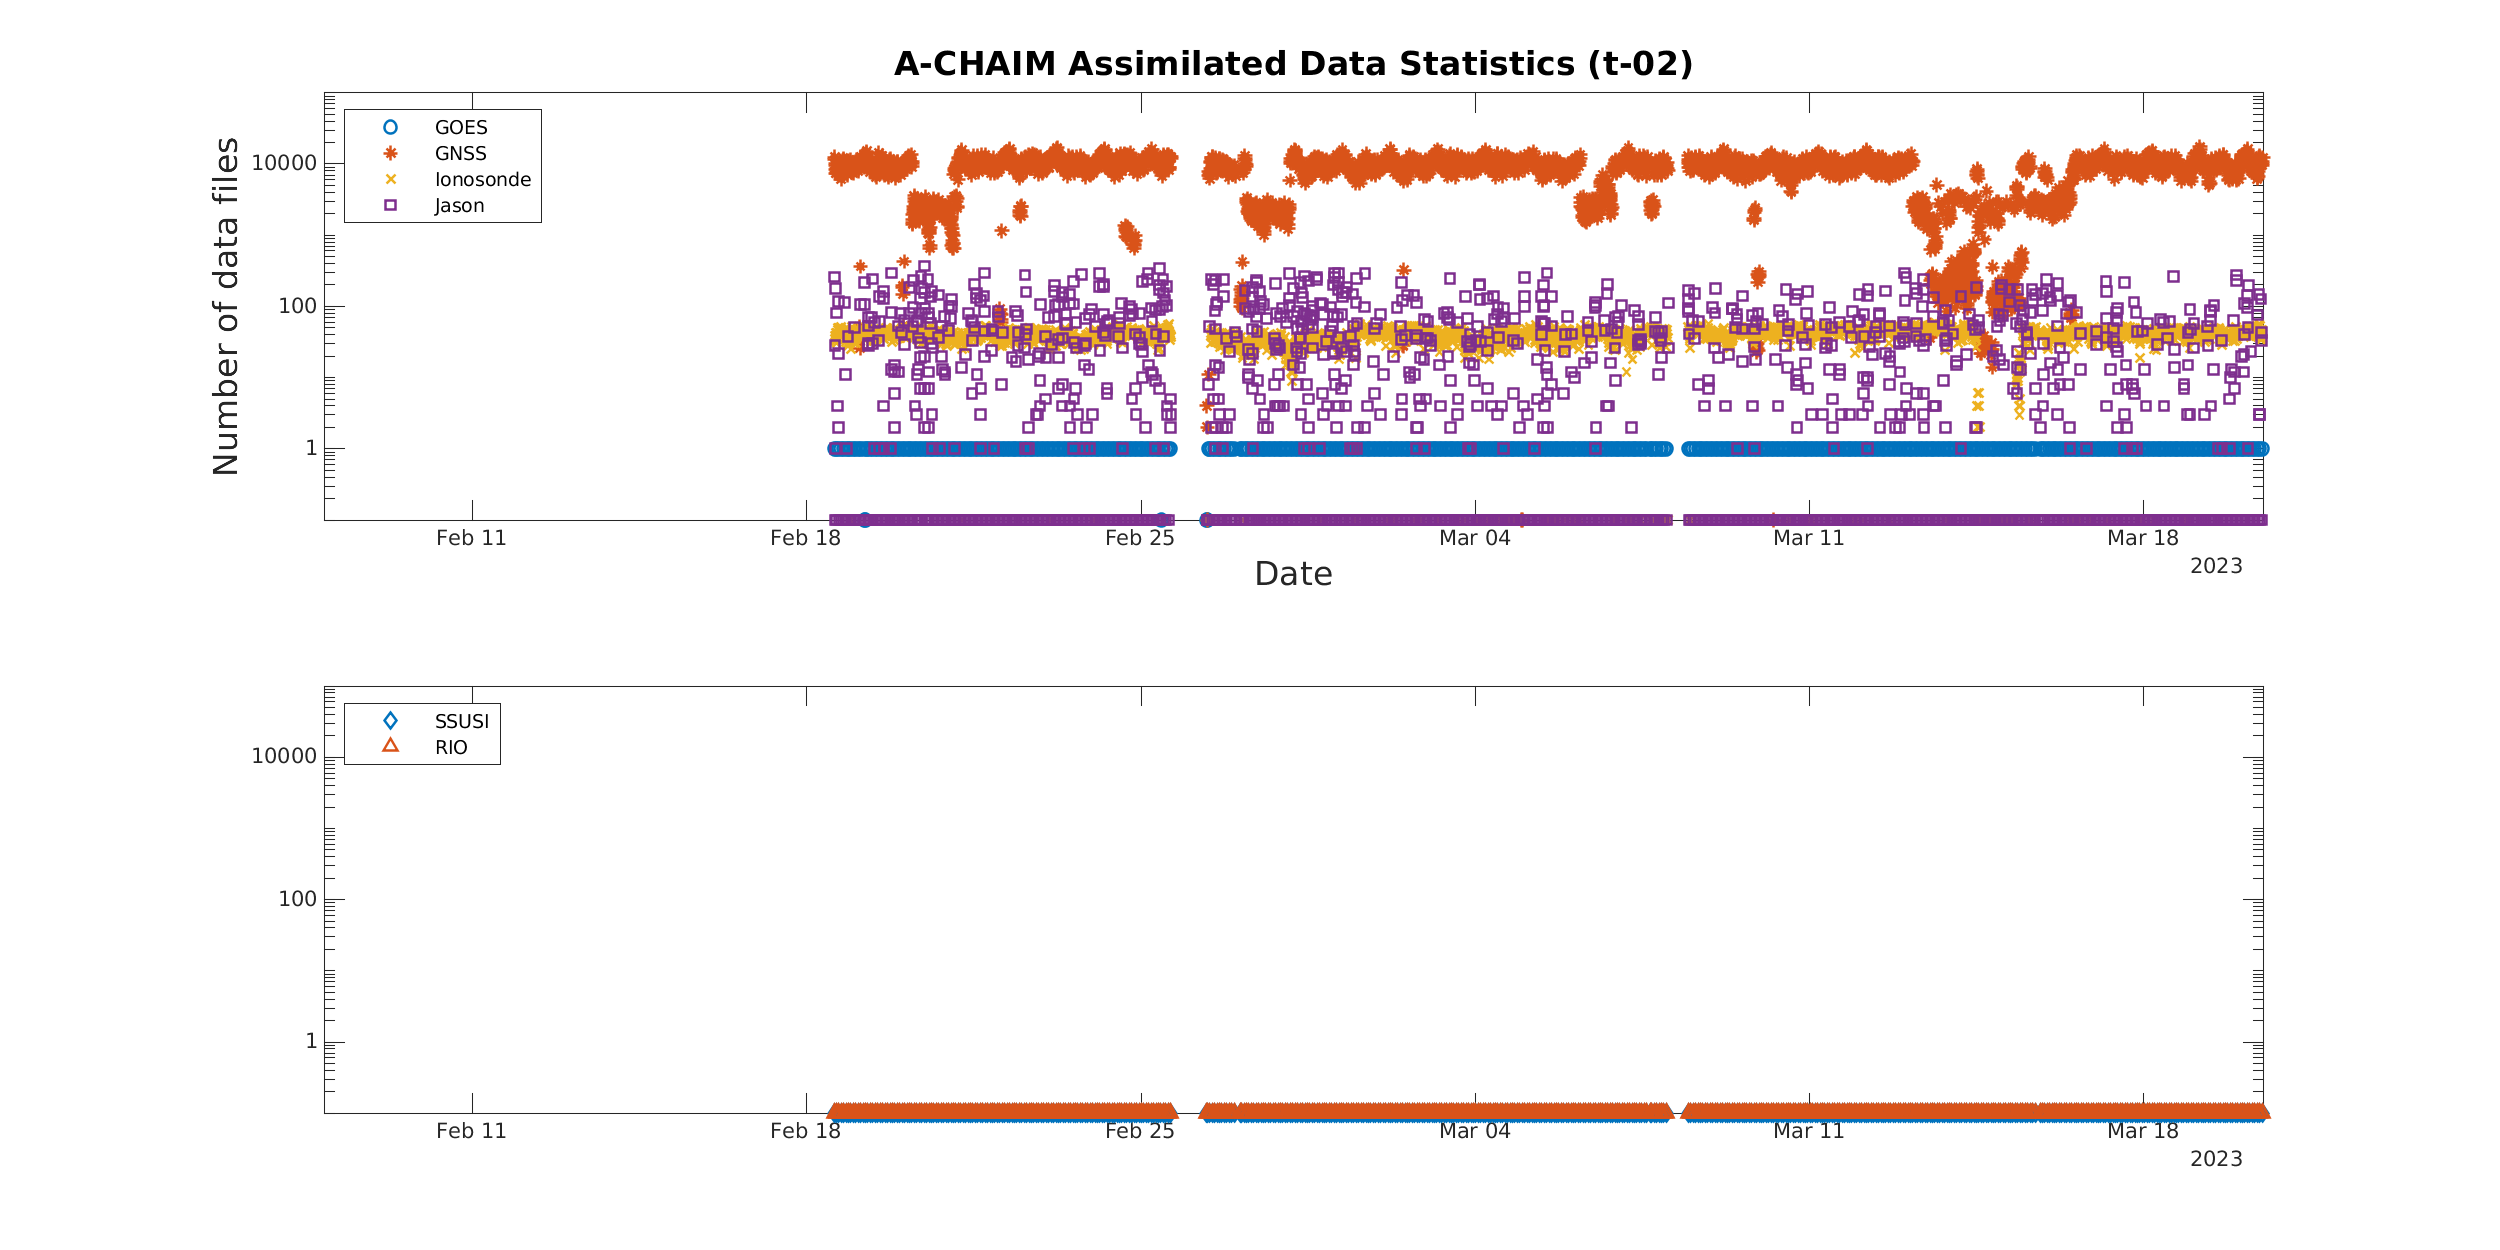 A-CHAIM Assimilated Data Statistics (t-02)
Number of data files
10000
100
1
GOES
GNSS
Ionosonde
Jason
Feb 11 Feb 18 Feb 25 Mar 04 Mar 11 Mar 18
2023
Date
10000
100
1
SSUSI
RIO
Feb 11 Feb 18 Feb 25 Mar 04 Mar 11 Mar 18
2023